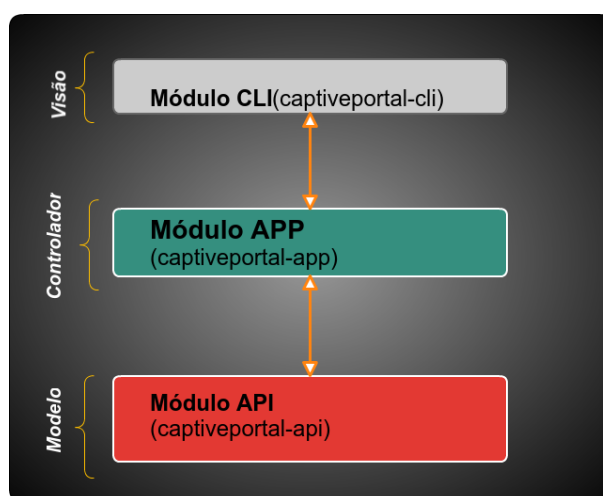 Visão
Módulo CLI(captiveportal-cli)
Controlador
Módulo APP
(captiveportal-app)
Modelo
Módulo API
(captiveportal-api)